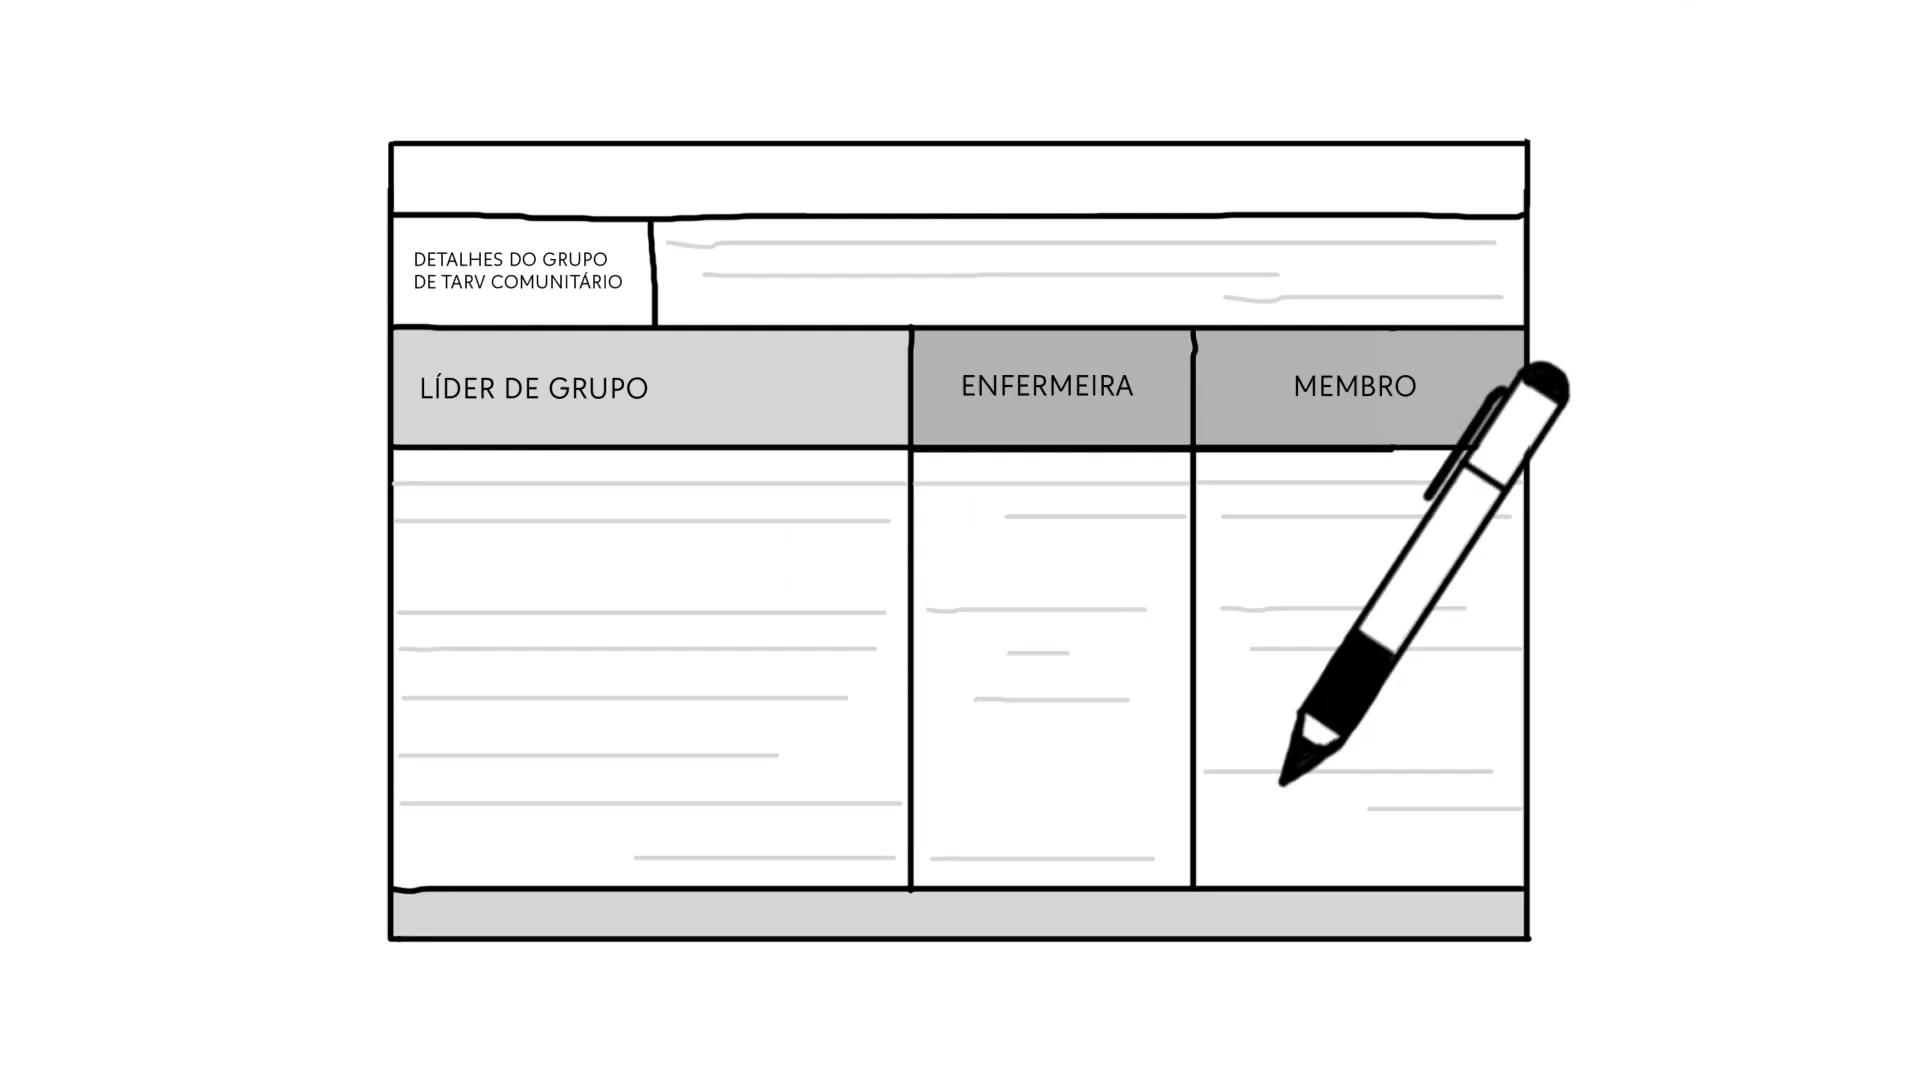 DETALHES DO GRUPO
DE TARV COMUNITÁRIO
LÍDER DE GRUPO
ENFERMEIRA
MEMBRO